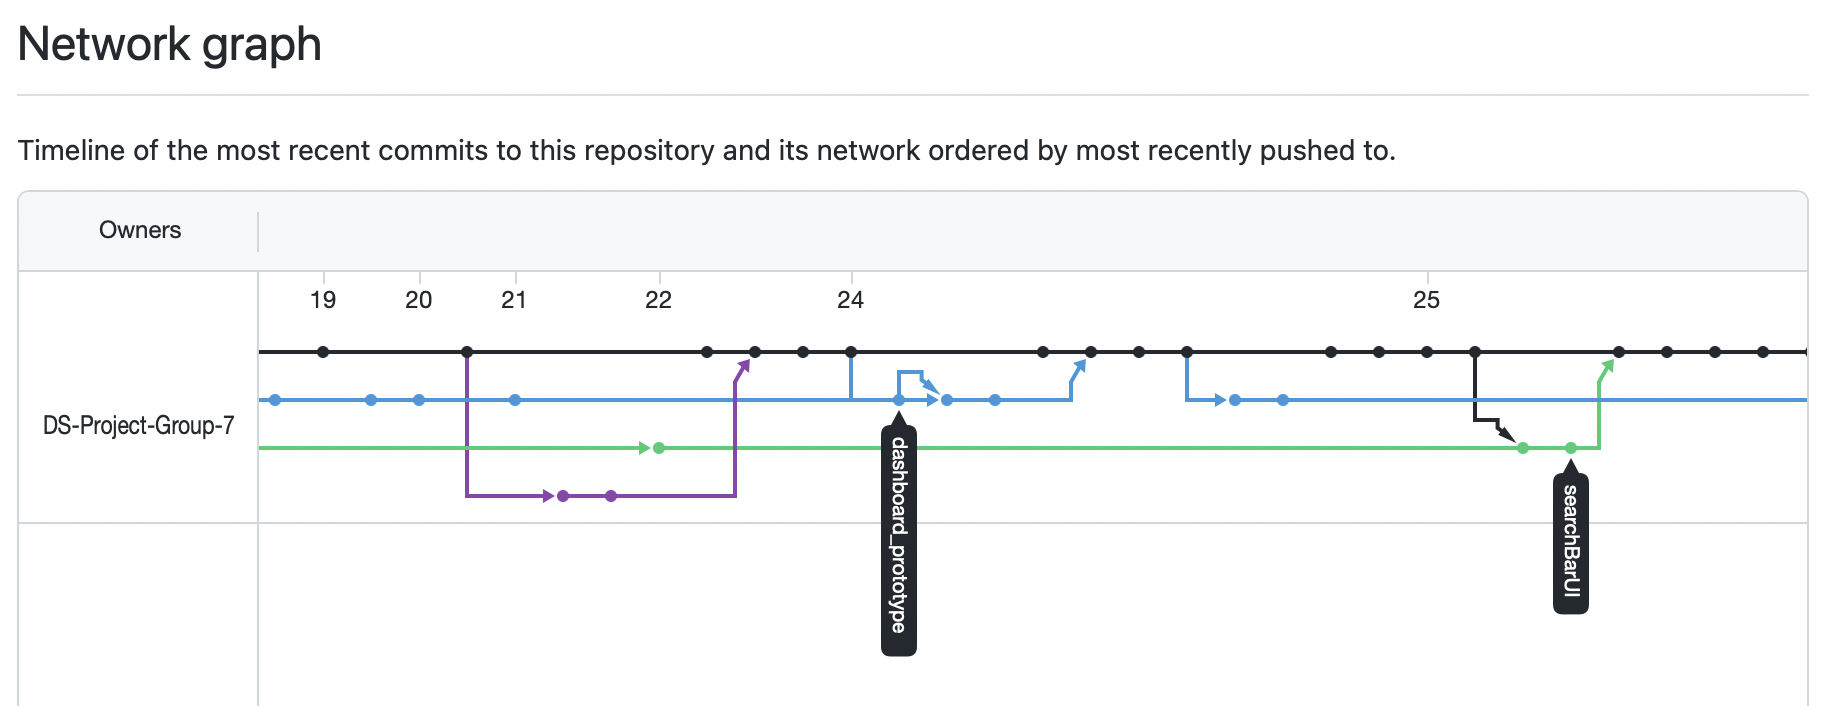 Network graph
Timeline of the most recent commits to this repository and its network ordered by most recently pushed to.
Owners
19 20 21 22 24 25
DS-Project-Group-7
dashboard_prototype
searchBarUI